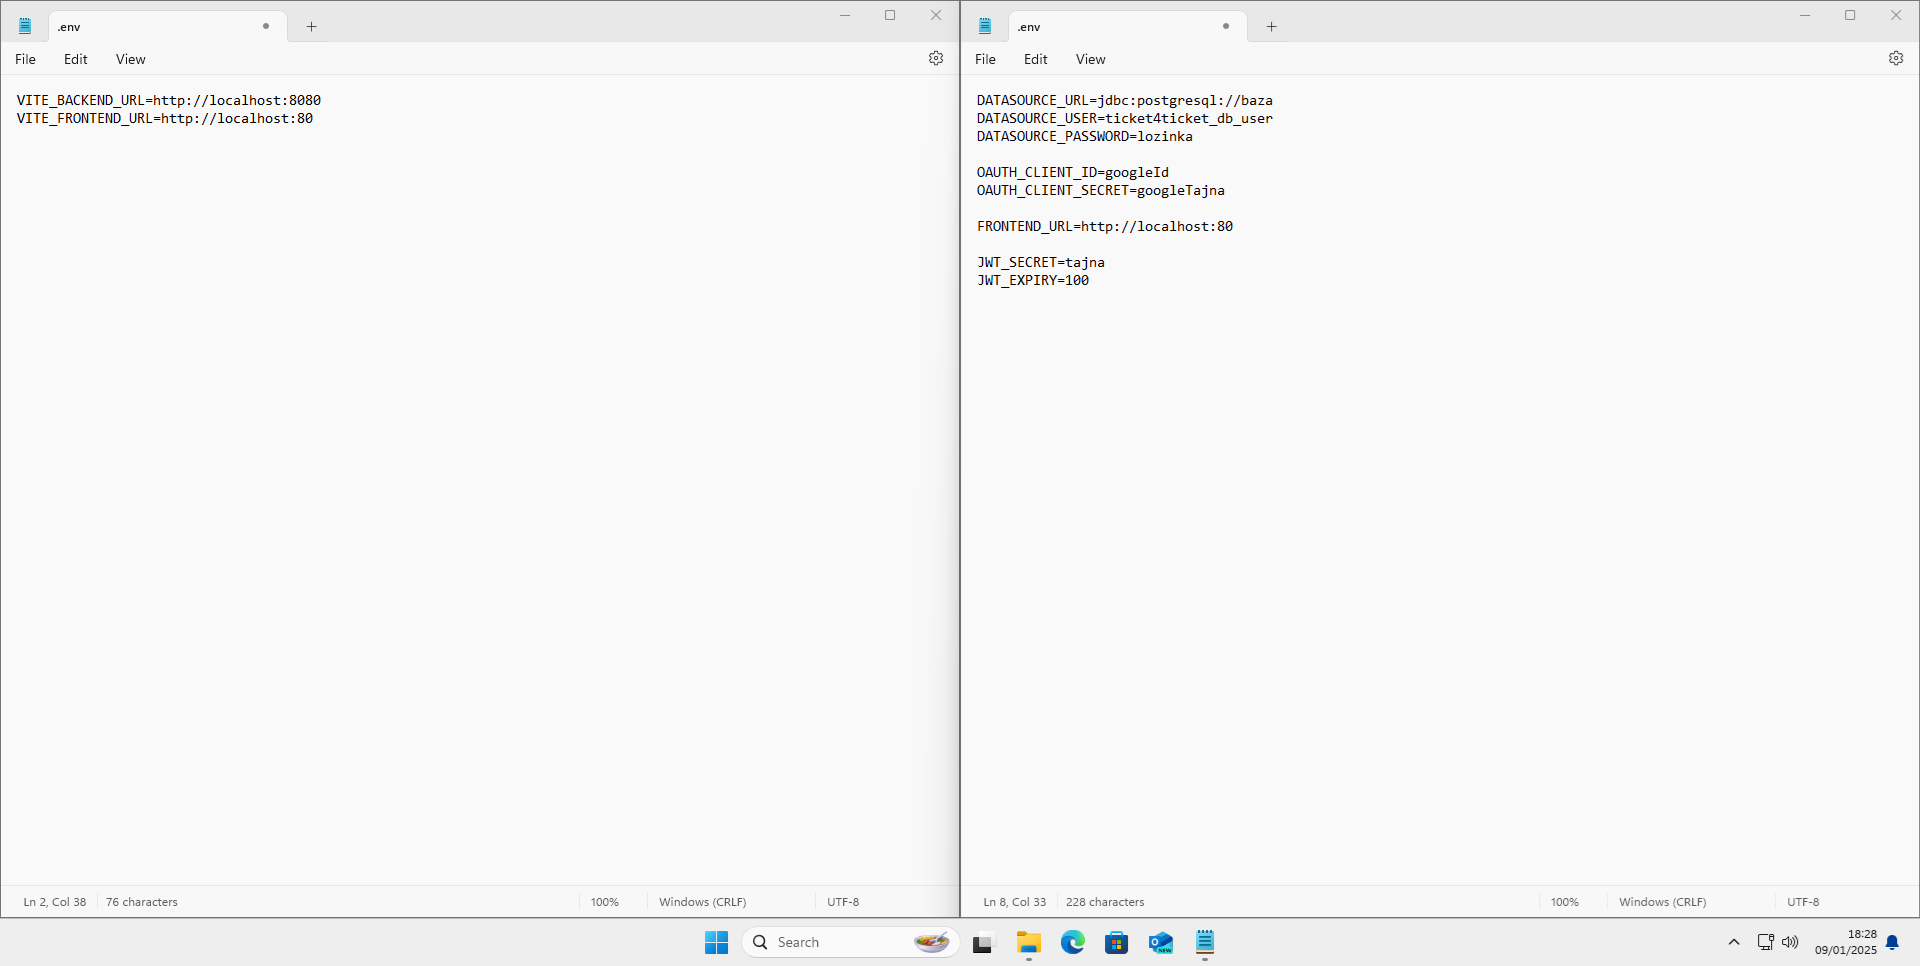 .env
File Edit View
VITE_BACKEND_URL=http://localhost:8080
VITE_FRONTEND_URL=http://localhost:80
Ln 2, Col 38 76 characters 100% Windows (CRLF) UTF-8
.env
File Edit View
DATASOURCE_URL=jdbc:postgresql://baza
DATASOURCE_USER=ticket4ticket_db_user
DATASOURCE_PASSWORD=lozinka
OAUTH_CLIENT_ID=googleId
OAUTH_CLIENT_SECRET=googleTajna
FRONTEND_URL=http://localhost:80
JWT_SECRET=tajna
JWT_EXPIRY=100
Ln 8, Col 33 228 characters 100% Windows (CRLF) UTF-8
Search
NEW
18:28
09/01/2025